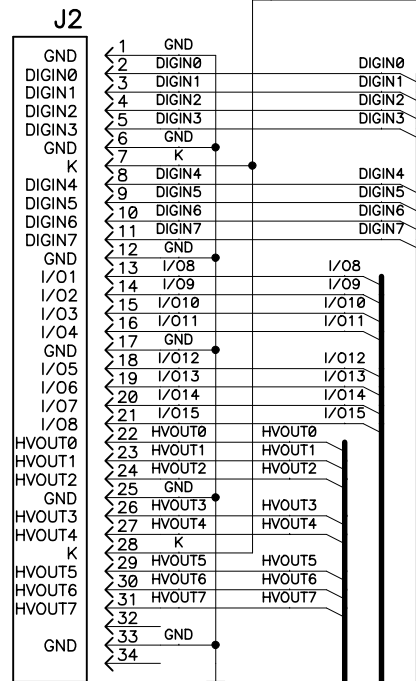 J2
GND 1 GND
DIGIN0 2 DIGIN0 DIGIN0
DIGIN1 3 DIGIN1 DIGIN1
DIGIN2 4 DIGIN2 DIGIN2
DIGIN3 5 DIGIN3 DIGIN3
GND 6 GND
K 7 K
DIGIN4 8 DIGIN4 DIGIN4
DIGIN5 9 DIGIN5 DIGIN5
DIGIN6 10 DIGIN6 DIGIN6
DIGIN7 11 DIGIN7 DIGIN7
GND 12 GND
I/O1 13 I/O8 I/O8
I/O2 14 I/O9 I/O9
I/O3 15 I/O10 I/O10
I/O4 16 I/O11 I/O11
GND 17 GND
I/O5 18 I/O12 I/O12
I/O6 19 I/O13 I/O13
I/O7 20 I/O14 I/O14
I/O8 21 I/O15 I/O15
HVOUT0 22 HVOUT0 HVOUT0
HVOUT1 23 HVOUT1 HVOUT1
HVOUT2 24 HVOUT2 HVOUT2
GND 25 GND
HVOUT3 26 HVOUT3 HVOUT3
HVOUT4 27 HVOUT4 HVOUT4
K 28 K
HVOUT5 29 HVOUT5 HVOUT5
HVOUT6 30 HVOUT6 HVOUT6
HVOUT7 31 HVOUT7 HVOUT7
32
GND 33 GND
34